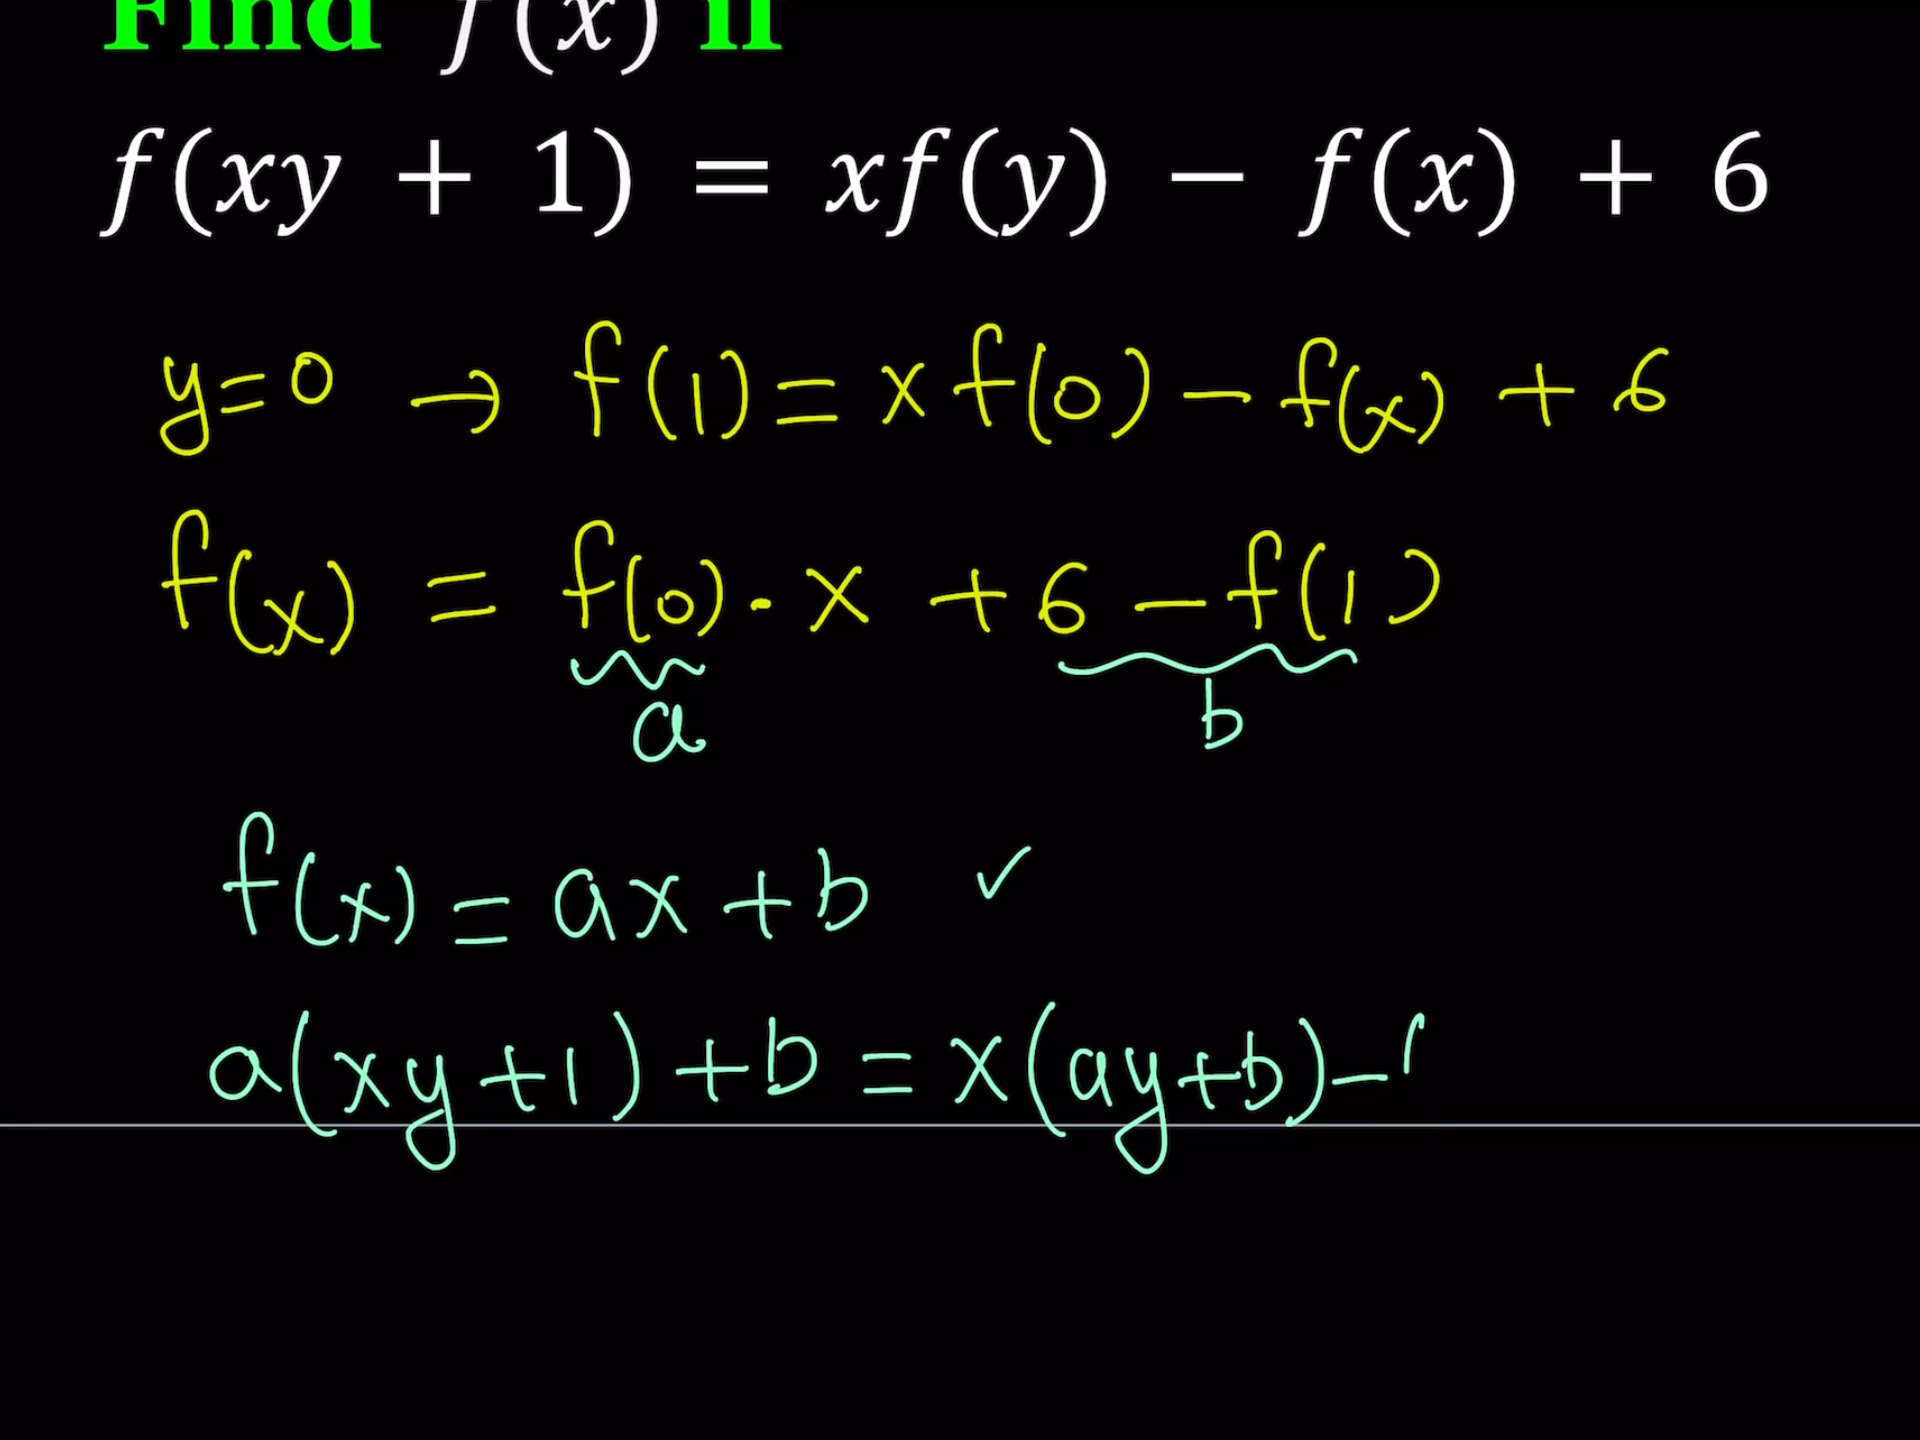 Find f(x) if
f(xy + 1) = xf(y) − f(x) + 6
y=0 → f(1) = x f(0) − f(x) + 6
f(x) = f(0) · x + 6 − f(1)
a b
f(x) = ax + b ✓
a(xy+1) + b = x(ay+b) − (